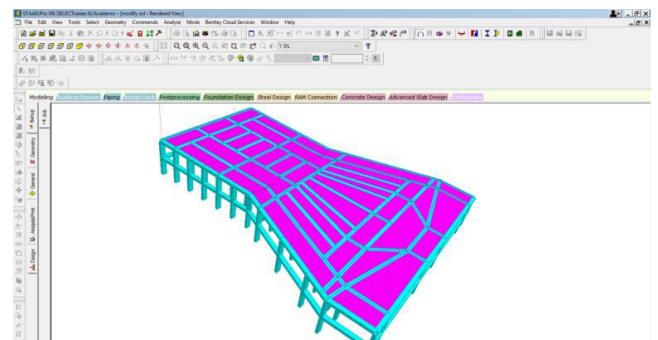 STAAD.Pro V8i (SELECTseries 6)/Academic - [modify osl - Rendered View]
File Edit View Tools Select Geometry Commands Analyze Mode Bentley Cloud Services Window Help
1: DL
Modeling Building Planner Piping Bridge Deck Postprocessing Foundation Design Steel Design RAM Connection Concrete Design Advanced Slab Design
Job
Setup
Geometry
General
Analysis/Print
Design